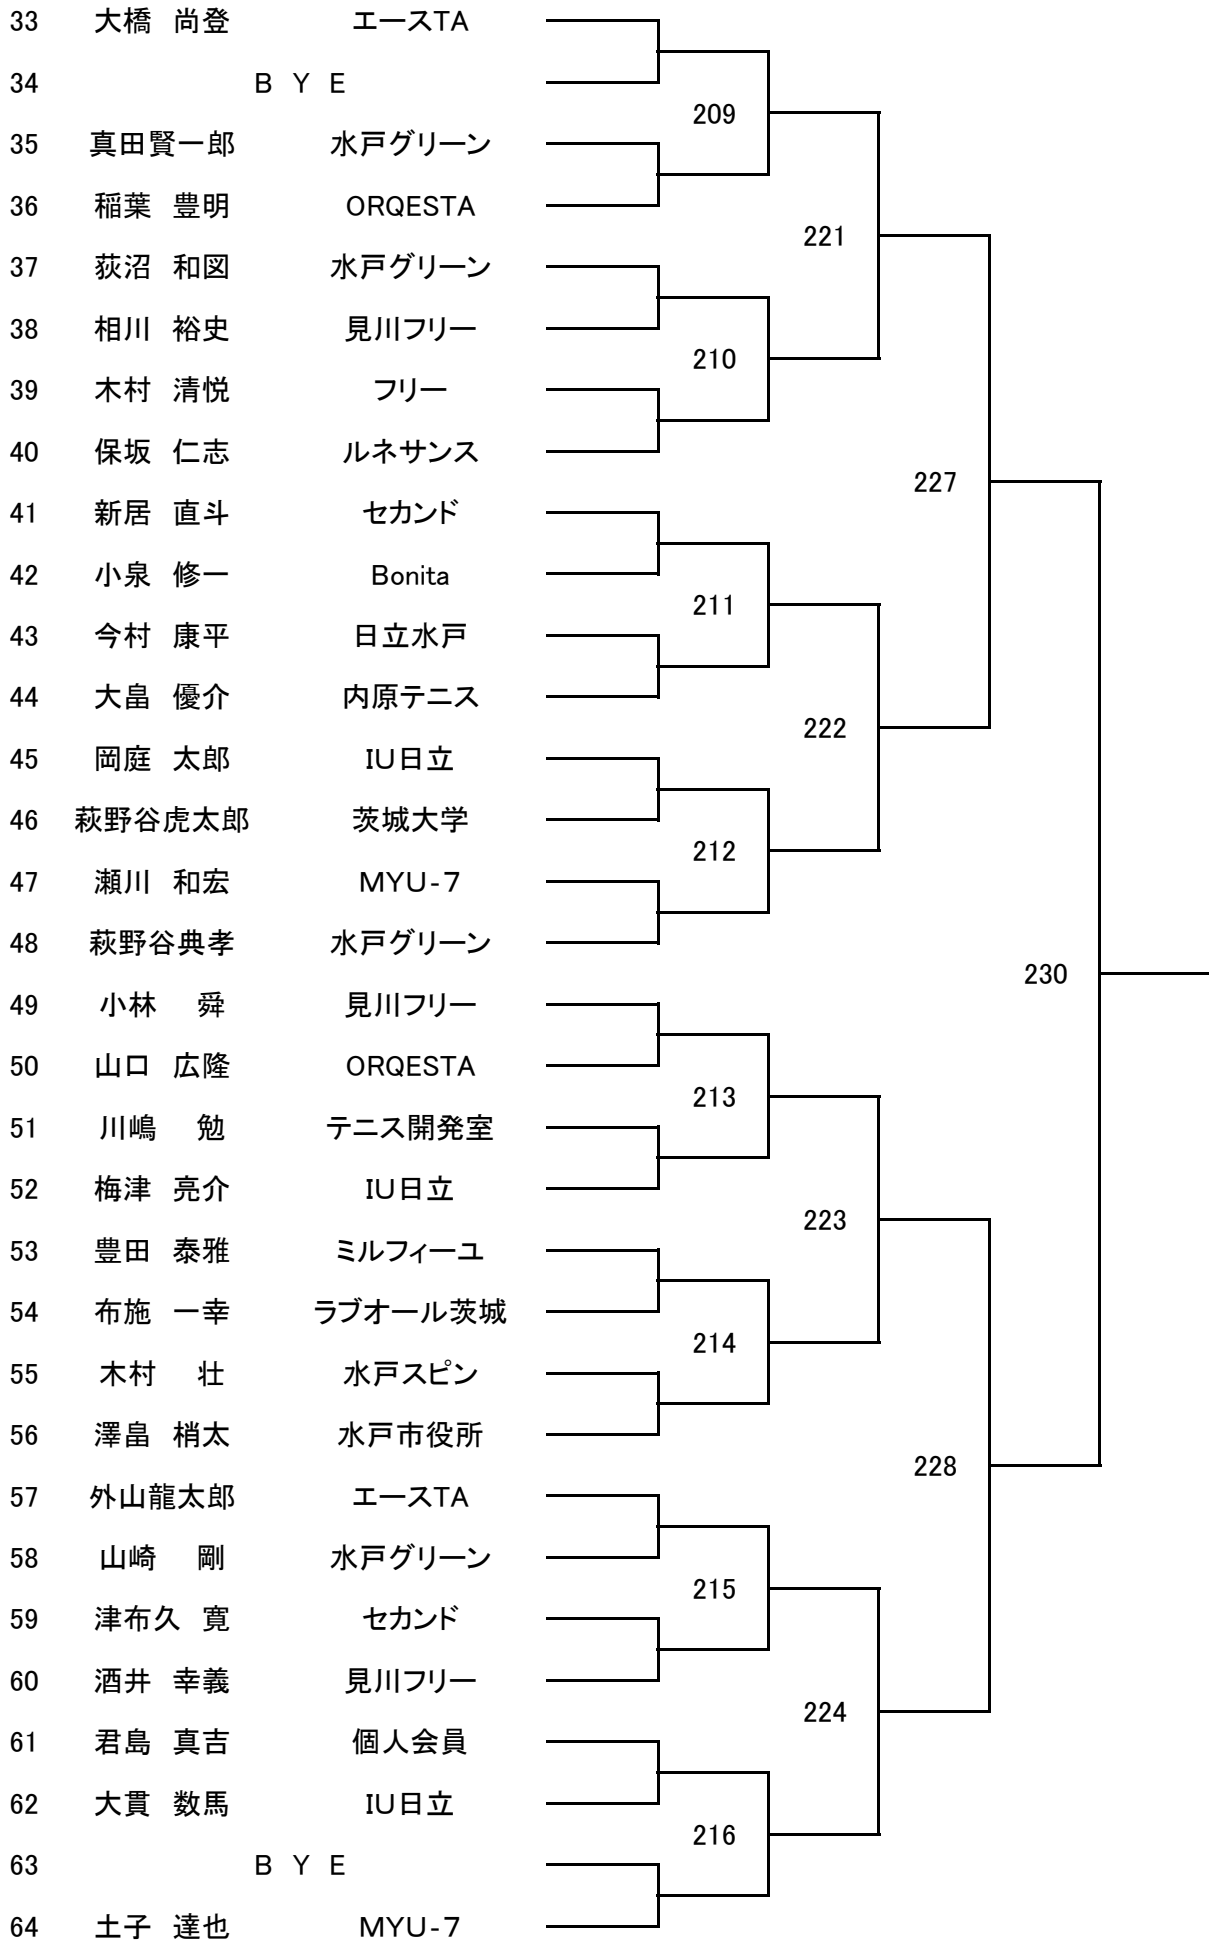 33 大橋 尚登 エースTA
34 B Y E
209
35 真田賢一郎 水戸グリーン
36 稲葉 豊明 ORQESTA
221
37 荻沼 和図 水戸グリーン
38 相川 裕史 見川フリー
210
39 木村 清悦 フリー
40 保坂 仁志 ルネサンス
227
41 新居 直斗 セカンド
42 小泉 修一 Bonita
211
43 今村 康平 日立水戸
44 大畠 優介 内原テニス
222
45 岡庭 太郎 IU日立
46 萩野谷虎太郎 茨城大学
212
47 瀬川 和宏 MYU-7
48 萩野谷典孝 水戸グリーン
230
49 小林 舜 見川フリー
50 山口 広隆 ORQESTA
213
51 川嶋 勉 テニス開発室
52 梅津 亮介 IU日立
223
53 豊田 泰雅 ミルフィーユ
54 布施 一幸 ラブオール茨城
214
55 木村 壮 水戸スピン
56 澤畠 梢太 水戸市役所
228
57 外山龍太郎 エースTA
58 山崎 剛 水戸グリーン
215
59 津布久 寛 セカンド
60 酒井 幸義 見川フリー
224
61 君島 真吉 個人会員
62 大貫 数馬 IU日立
216
63 B Y E
64 土子 達也 MYU-7